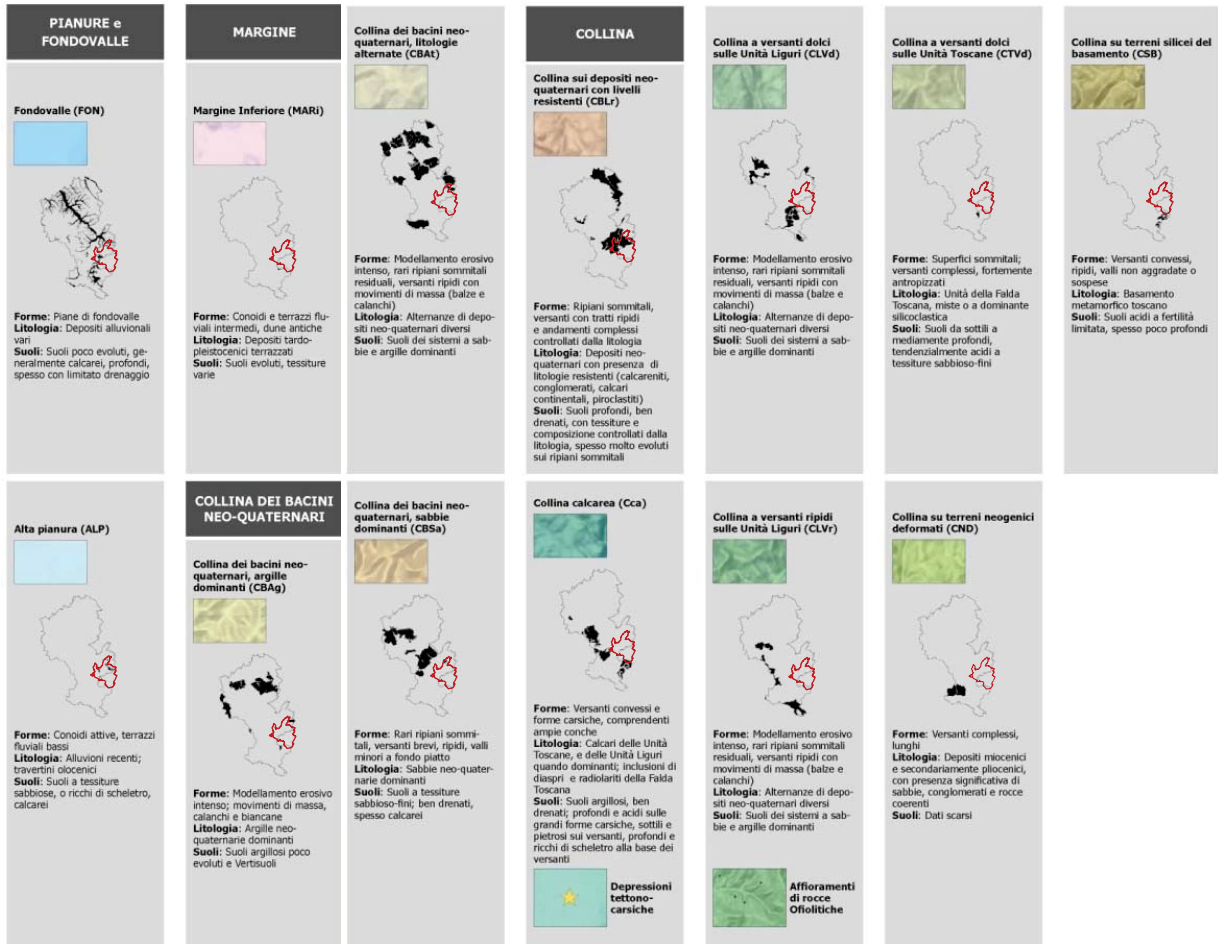 PIANURE e
FONDOVALLE
Fondovalle (FON)
Forme: Piane di fondovalle
Litologia: Depositi alluvionali
vari
Suoli: Suoli poco evoluti, ge-
neralmente calcarei, profondi,
spesso con limitato drenaggio
MARGINE
Margine Inferiore (MARi)
Forme: Conoidi e terrazzi flu-
viali intermedi, dune antiche
Litologia: Depositi tardo-
pleistocenici terrazzati
Suoli: Suoli evoluti, tessiture
varie
Collina dei bacini neo-
quaternari, litologie
alternate (CBAt)
Forme: Modellamento erosivo
intenso, rari ripiani sommitali
residuali, versanti ripidi con
movimenti di massa (balze e
calanchi)
Litologia: Alternanze di depo-
siti neo-quaternari diversi
Suoli: Suoli dei sistemi a sab-
bie e argille dominanti
COLLINA
Collina sui depositi neo-
quaternari con livelli
resistenti (CBLr)
Forme: Ripiani sommitali,
versanti con tratti ripidi
e andamenti complessi
controllati dalla litologia
Litologia: Depositi neo-
quaternari con presenza di
litologie resistenti (calcareniti,
conglomerati, calcari
continentali, piroclastiti)
Suoli: Suoli profondi, ben
drenati, con tessiture e
composizione controllati dalla
litologia, spesso molto evoluti
sui ripiani sommitali
Collina a versanti dolci
sulle Unità Liguri (CLVd)
Forme: Modellamento erosivo
intenso, rari ripiani sommitali
residuali, versanti ripidi con
movimenti di massa (balze e
calanchi)
Litologia: Alternanze di depo-
siti neo-quaternari diversi
Suoli: Suoli dei sistemi a sab-
bie e argille dominanti
Collina a versanti dolci
sulle Unità Toscane (CTVd)
Forme: Superfici sommitali;
versanti complessi, fortemente
antropizzati
Litologia: Unità della Falda
Toscana, miste o a dominante
silicoclastica
Suoli: Suoli da sottili a
mediamente profondi,
tendenzialmente acidi a
tessiture sabbioso-fini
Collina su terreni silicei del
basamento (CSB)
Forme: Versanti convessi,
ripidi, valli non aggradate o
sospese
Litologia: Basamento
metamorfico toscano
Suoli: Suoli acidi a fertilità
limitata, spesso poco profondi
Alta pianura (ALP)
Forme: Conoidi attive, terrazzi
fluviali bassi
Litologia: Alluvioni recenti;
travertini olocenici
Suoli: Suoli a tessiture
sabbiose, o ricchi di scheletro,
calcarei
COLLINA DEI BACINI
NEO-QUATERNARI
Collina dei bacini neo-
quaternari, argille
dominanti (CBAg)
Forme: Modellamento erosivo
intenso; movimenti di massa,
calanchi e biancane
Litologia: Argille neo-
quaternarie dominanti
Suoli: Suoli argillosi poco
evoluti e Vertisuoli
Collina dei bacini neo-
quaternari, sabbie
dominanti (CBSa)
Forme: Rari ripiani sommi-
tali, versanti brevi, ripidi, valli
minori a fondo piatto
Litologia: Sabbie neo-quater-
narie dominanti
Suoli: Suoli a tessiture
sabbioso-fini; ben drenati,
spesso calcarei
Collina calcarea (Cca)
Forme: Versanti convessi e
forme carsiche, comprendenti
ampie conche
Litologia: Calcari delle Unità
Toscane, e delle Unità Liguri
quando dominanti; inclusioni di
diaspri e radiolariti della Falda
Toscana
Suoli: Suoli argillosi, ben
drenati; profondi e acidi sulle
grandi forme carsiche, sottili e
pietrosi sui versanti, profondi e
ricchi di scheletro alla base dei
versanti
Depressioni
tettono-
carsiche
Collina a versanti ripidi
sulle Unità Liguri (CLVr)
Forme: Modellamento erosivo
intenso, rari ripiani sommitali
residuali, versanti ripidi con
movimenti di massa (balze e
calanchi)
Litologia: Alternanze di depo-
siti neo-quaternari diversi
Suoli: Suoli dei sistemi a sab-
bie e argille dominanti
Affioramenti
di rocce
Ofiolitiche
Collina su terreni neogenici
deformati (CND)
Forme: Versanti complessi,
lunghi
Litologia: Depositi miocenici
e secondariamente pliocenici,
con presenza significativa di
sabbie, conglomerati e rocce
coerenti
Suoli: Dati scarsi